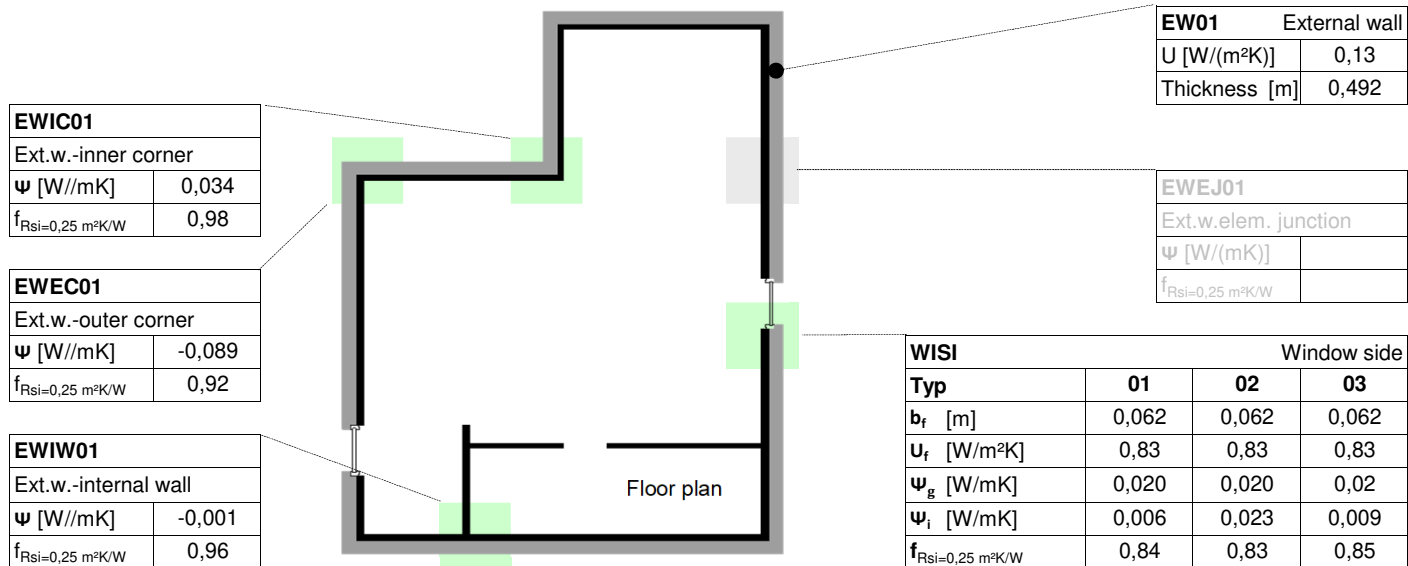 EW01 External wall
U [W/(m²K)] 0,13
Thickness [m] 0,492
EWIC01
Ext.w.-inner corner
Ψ [W//mK] 0,034
fRsi=0,25 m²K/W 0,98
EWEC01
Ext.w.-outer corner
Ψ [W//mK] -0,089
fRsi=0,25 m²K/W 0,92
EWIW01
Ext.w.-internal wall
Ψ [W//mK] -0,001
fRsi=0,25 m²K/W 0,96
Floor plan
EWEJ01
Ext.w.elem. junction
Ψ [W/(mK)]
fRsi=0,25 m²K/W
WISI Window side
Typ 01 02 03
bf [m] 0,062 0,062 0,062
Uf [W/m²K] 0,83 0,83 0,83
Ψg [W/mK] 0,020 0,020 0,02
Ψi [W/mK] 0,006 0,023 0,009
fRsi=0,25 m²K/W 0,84 0,83 0,85